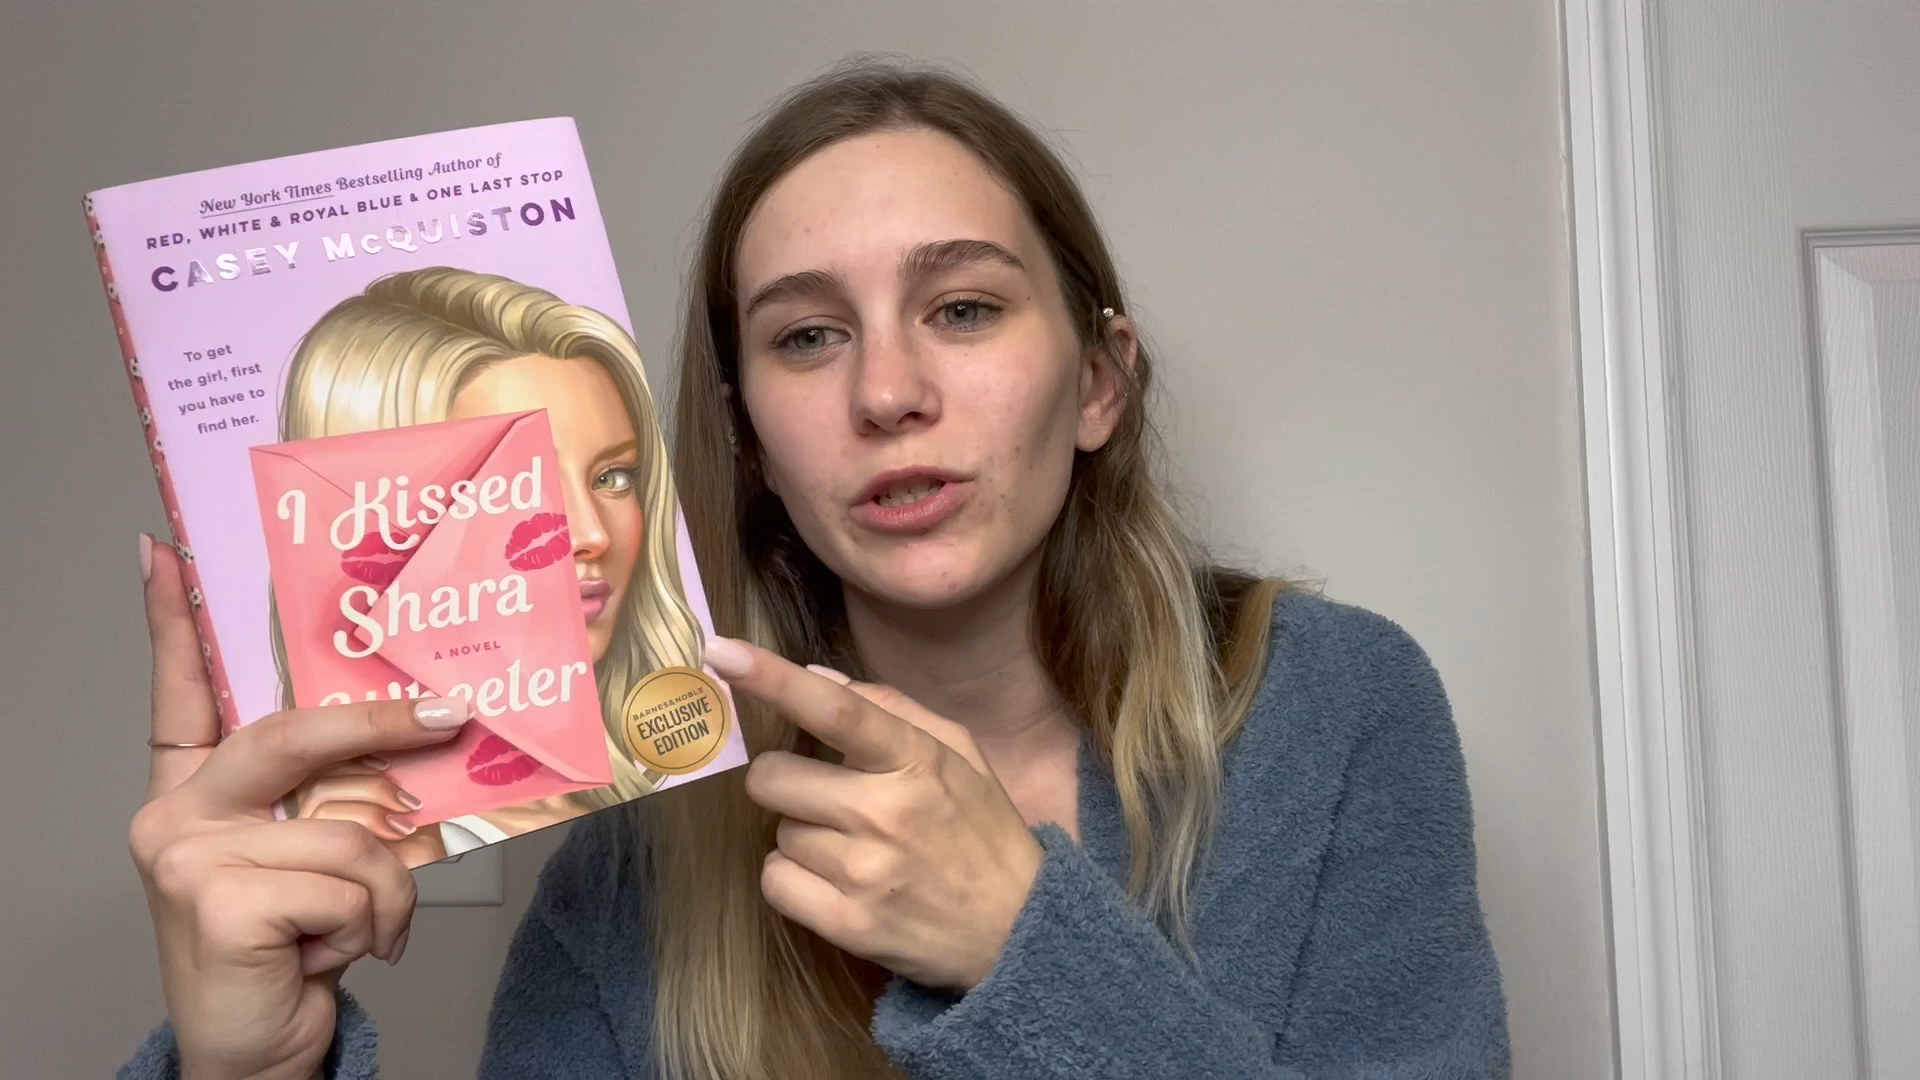 New York Times Bestselling Author of
RED, WHITE & ROYAL BLUE & ONE LAST STOP
CASEY McQUISTON
To get
the girl, first
you have to
find her.
I Kissed
Shara
A NOVEL
Wheeler
BARNES & NOBLE
EXCLUSIVE
EDITION